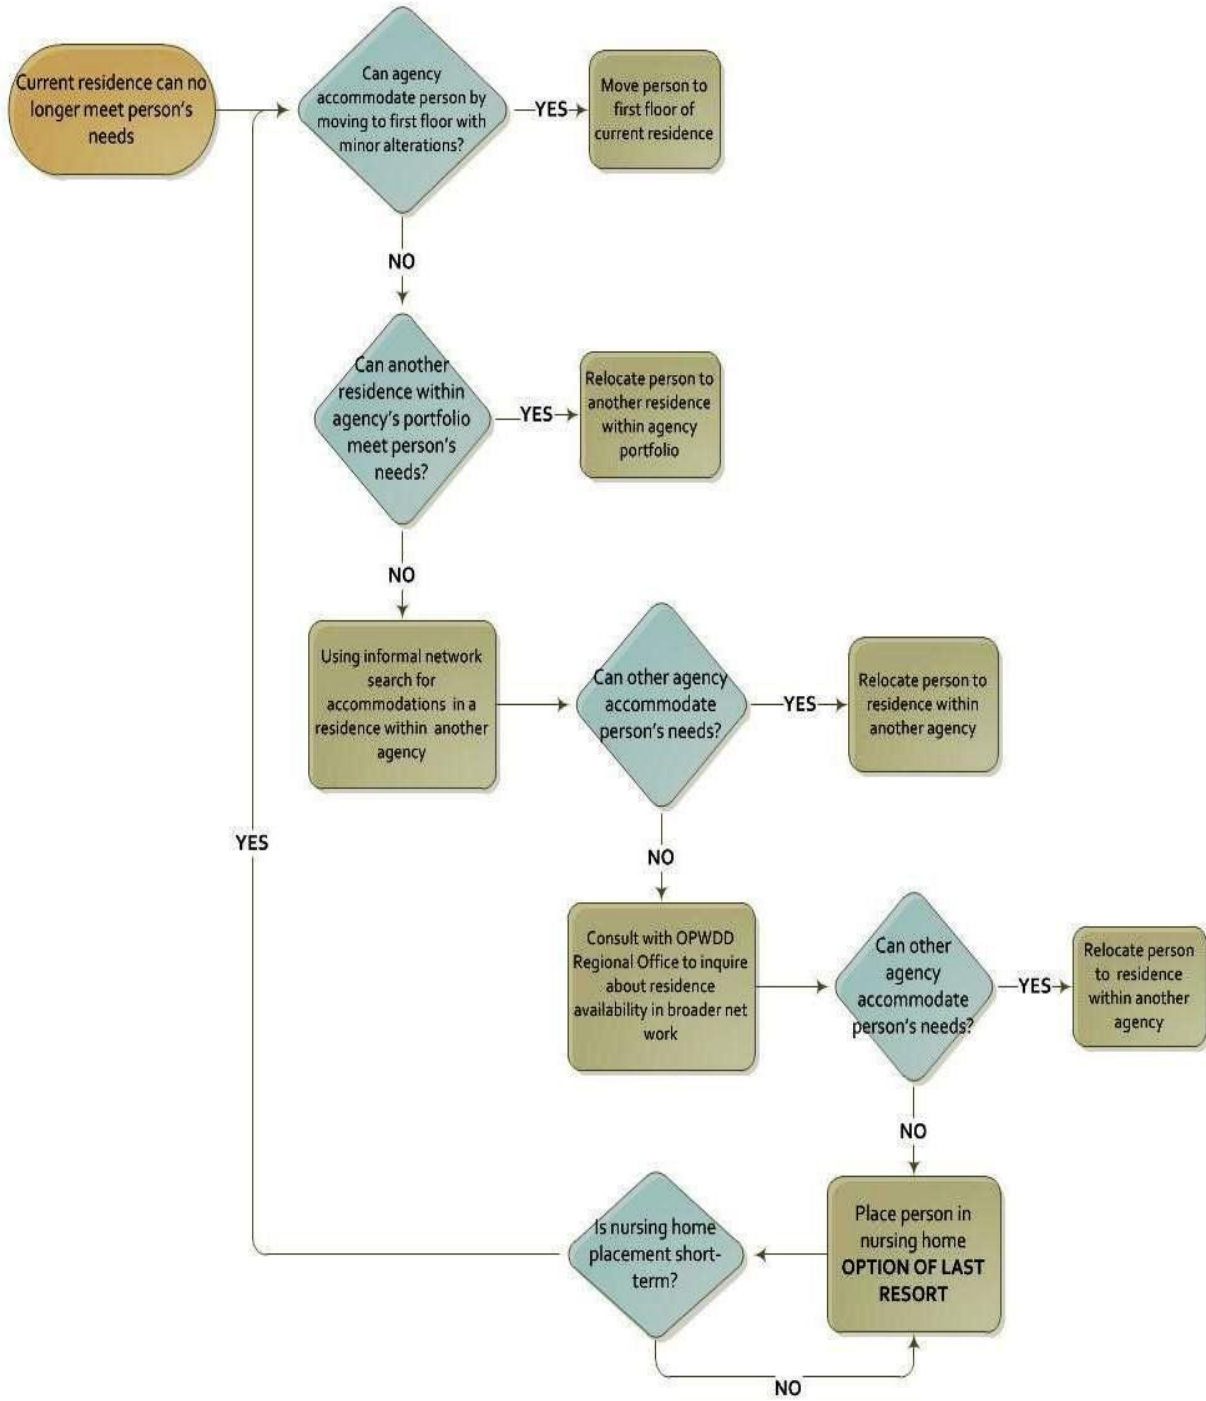 Current residence can no
longer meet person's
needs
Can agency
accommodate person by
moving to first floor with
minor alterations?
YES
Move person to
first floor of
current residence
NO
Can another
residence within
agency's portfolio
meet person's
needs?
YES
Relocate person to
another residence
within agency
portfolio
NO
Using informal network
search for
accommodations in a
residence within another
agency
Can other agency
accommodate
person's needs?
YES
Relocate person to
residence within
another agency
YES
NO
Consult with OPWDD
Regional Office to inquire
about residence
availability in broader net
work
Can other
agency
accommodate
person's needs?
YES
Relocate person
to residence
within another
agency
NO
Place person in
nursing home
OPTION OF LAST
RESORT
Is nursing home
placement short-
term?
NO